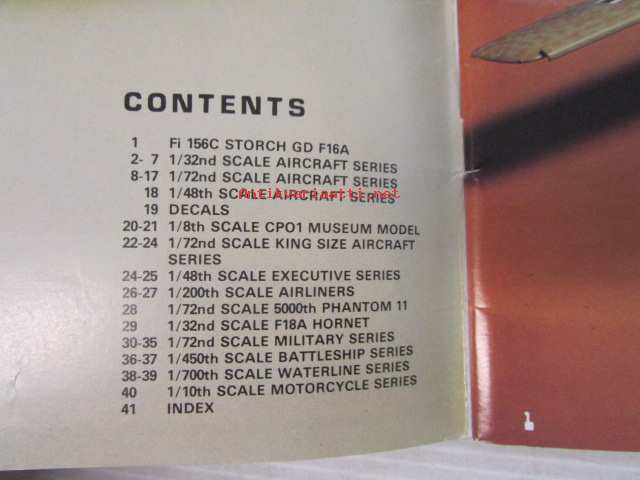 CONTENTS
1 Fi 156C STORCH GD F16A
2- 7 1/32nd SCALE AIRCRAFT SERIES
8-17 1/72nd SCALE AIRCRAFT SERIES
18 1/48th SCALE AIRCRAFT SERIES
Antikvariaatti.net
19 DECALS
20-21 1/8th SCALE CPO1 MUSEUM MODEL
22-24 1/72nd SCALE KING SIZE AIRCRAFT
SERIES
24-25 1/48th SCALE EXECUTIVE SERIES
26-27 1/200th SCALE AIRLINERS
28 1/72nd SCALE 5000th PHANTOM 11
29 1/32nd SCALE F18A HORNET
30-35 1/72nd SCALE MILITARY SERIES
36-37 1/450th SCALE BATTLESHIP SERIES
38-39 1/700th SCALE WATERLINE SERIES
40 1/10th SCALE MOTORCYCLE SERIES
41 INDEX
1